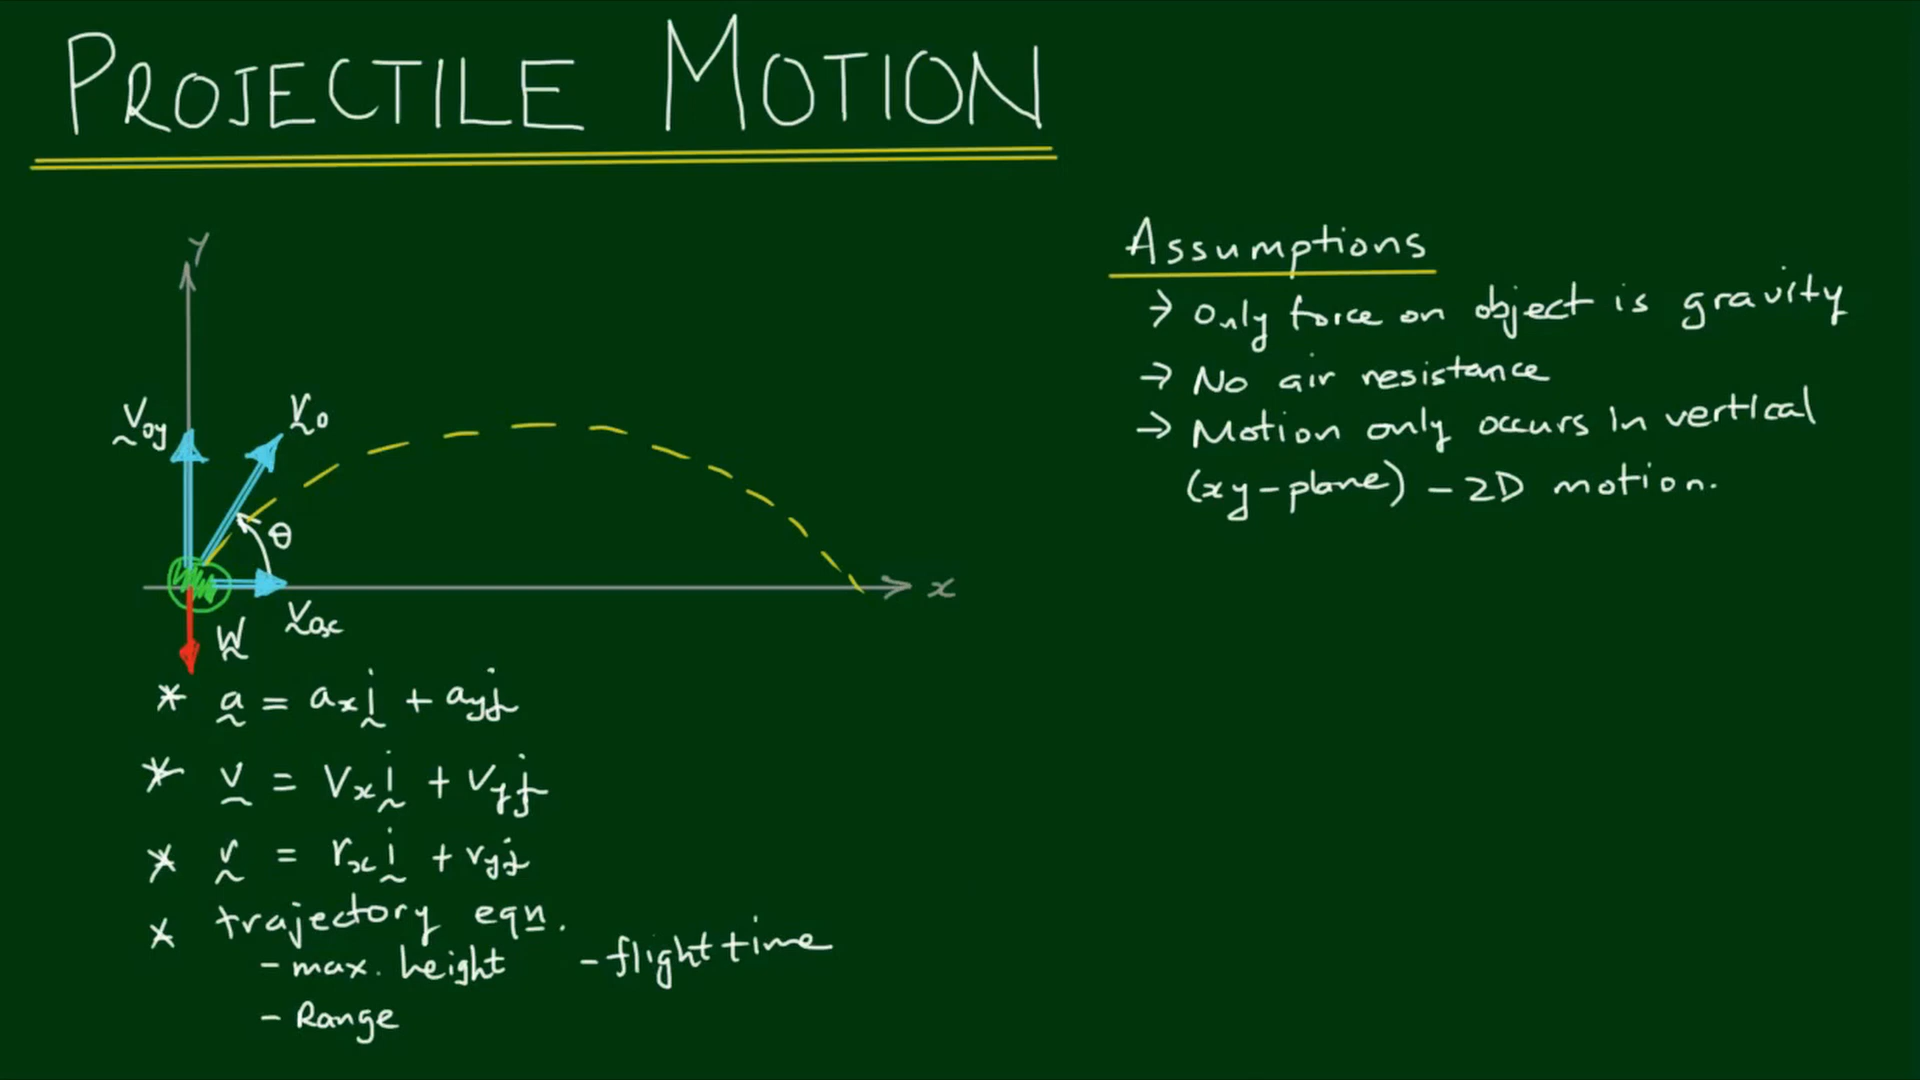 PROJECTILE MOTION
Y
V0y
V0
θ
x
V0x
W
* a = axi + ayj
* v = Vxi + Vyj
* r = rxi + ryj
* trajectory eqn.
- max. height - flight time
- Range
Assumptions
→ Only force on object is gravity
→ No air resistance
→ Motion only occurs in vertical
(xy-plane) - 2D motion.